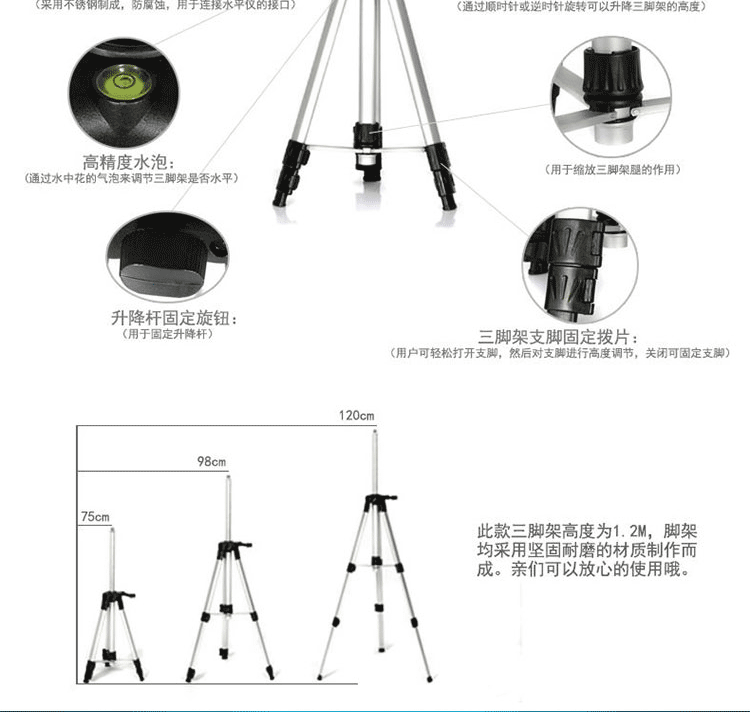 （采用不锈钢制成，防腐蚀，用于连接水平仪的接口）
（通过顺时针或逆时针旋转可以升降三脚架的高度）
高精度水泡：
（通过水中花的气泡来调节三脚架是否水平）
（用于缩放三脚架腿的作用）
升降杆固定旋钮：
（用于固定升降杆）
三脚架支脚固定拨片：
（用户可轻松打开支脚，然后对支脚进行高度调节，关闭可固定支脚）
120cm
98cm
75cm
此款三脚架高度为1.2M，脚架
均采用坚固耐磨的材质制作而
成。亲们可以放心的使用哦。